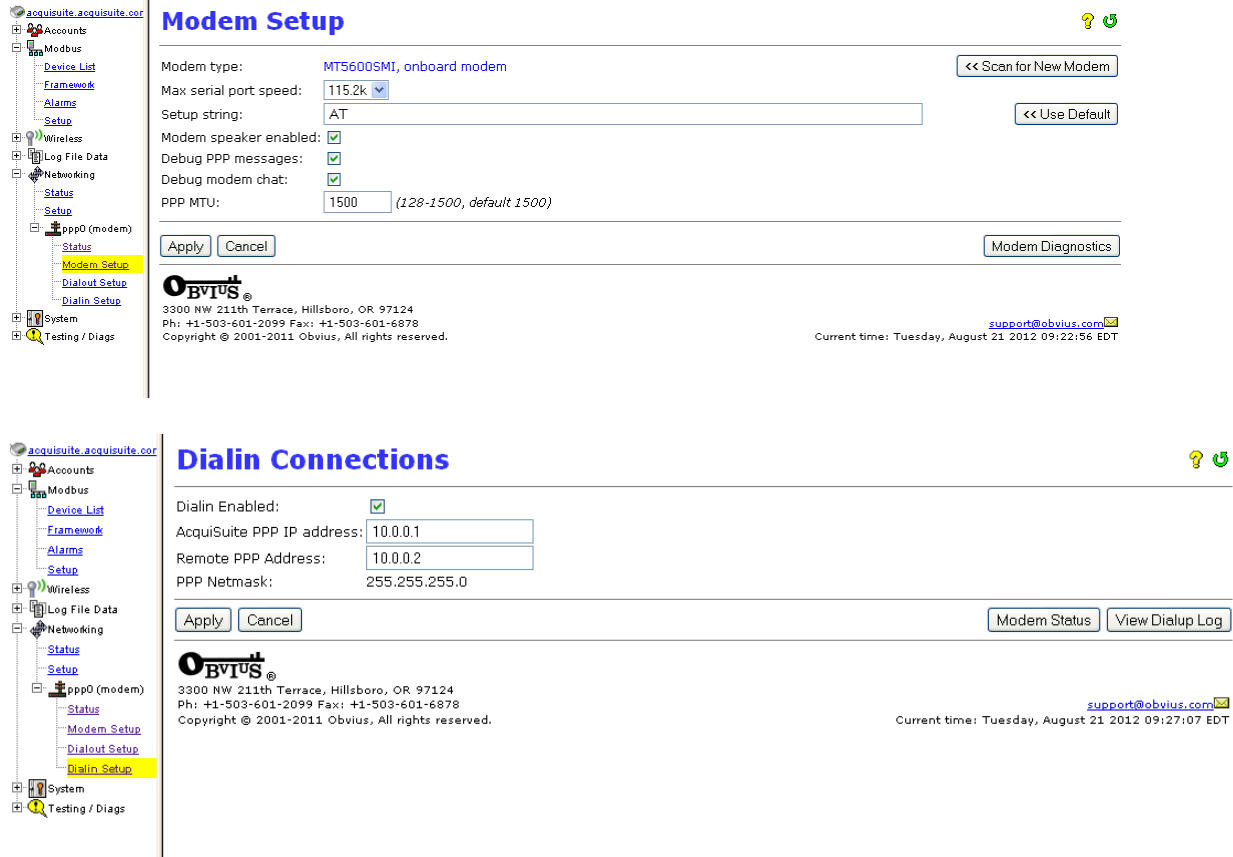 acquisuite.acquisuite.cor
Accounts
Modbus
Device List
Framework
Alarms
Setup
Wireless
Log File Data
Networking
Status
Setup
ppp0 (modem)
Status
Modem Setup
Dialout Setup
Dialin Setup
System
Testing / Diags
Modem Setup
Modem type: MT5600SMI, onboard modem << Scan for New Modem
Max serial port speed: 115.2k
Setup string: AT << Use Default
Modem speaker enabled:
Debug PPP messages:
Debug modem chat:
PPP MTU: 1500 (128-1500, default 1500)
Apply Cancel Modem Diagnostics
OBVIUS ®
3300 NW 211th Terrace, Hillsboro, OR 97124
Ph: +1-503-601-2099 Fax: +1-503-601-6878
Copyright © 2001-2011 Obvius, All rights reserved.
support@obvius.com
Current time: Tuesday, August 21 2012 09:22:56 EDT
acquisuite.acquisuite.cor
Accounts
Modbus
Device List
Framework
Alarms
Setup
Wireless
Log File Data
Networking
Status
Setup
ppp0 (modem)
Status
Modem Setup
Dialout Setup
Dialin Setup
System
Testing / Diags
Dialin Connections
Dialin Enabled:
AcquiSuite PPP IP address: 10.0.0.1
Remote PPP Address: 10.0.0.2
PPP Netmask: 255.255.255.0
Apply Cancel Modem Status View Dialup Log
OBVIUS ®
3300 NW 211th Terrace, Hillsboro, OR 97124
Ph: +1-503-601-2099 Fax: +1-503-601-6878
Copyright © 2001-2011 Obvius, All rights reserved.
support@obvius.com
Current time: Tuesday, August 21 2012 09:27:07 EDT